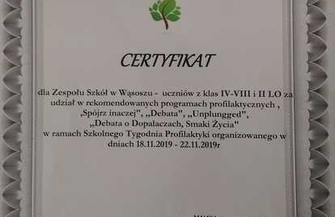 CERTYFIKAT
dla Zespołu Szkół w Wąsoszu - uczniów z klas IV-VIII i II LO za
udział w rekomendowanych programach profilaktycznych ,
„Spójrz inaczej”, „Debata”, „Unplungged”,
„Debata o Dopalaczach, Smaki Życia”
w ramach Szkolnego Tygodnia Profilaktyki organizowanego w
dniach 18.11.2019 - 22.11.2019r